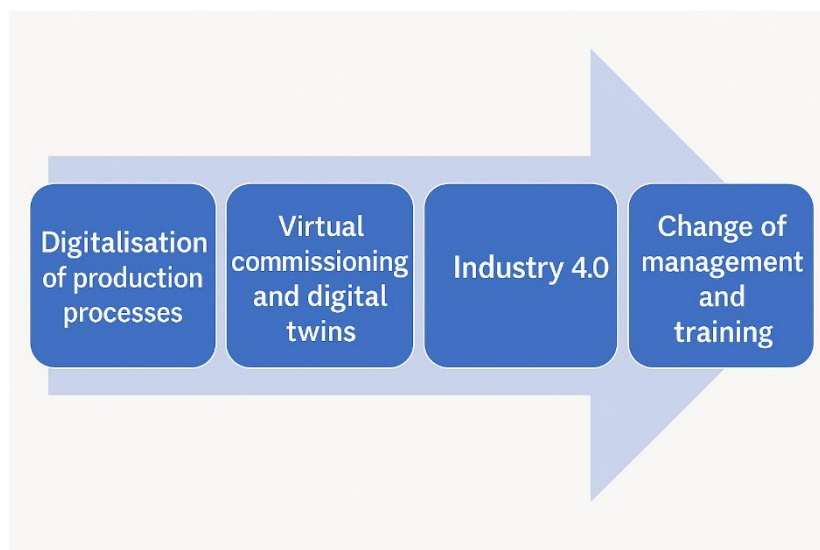 Digitalisation
of production
processes
Virtual
commissioning
and digital
twins
Industry 4.0
Change of
management
and
training